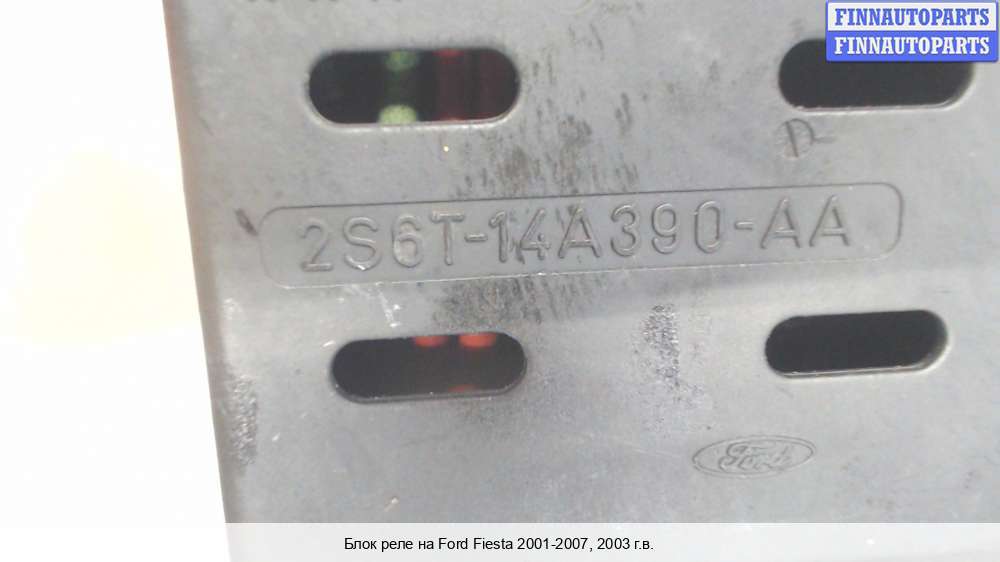 FINNAUTOPARTS
FINNAUTOPARTS
D-
2S6T-14A390-AA
Ford
Блок реле на Ford Fiesta 2001-2007, 2003 г.в.